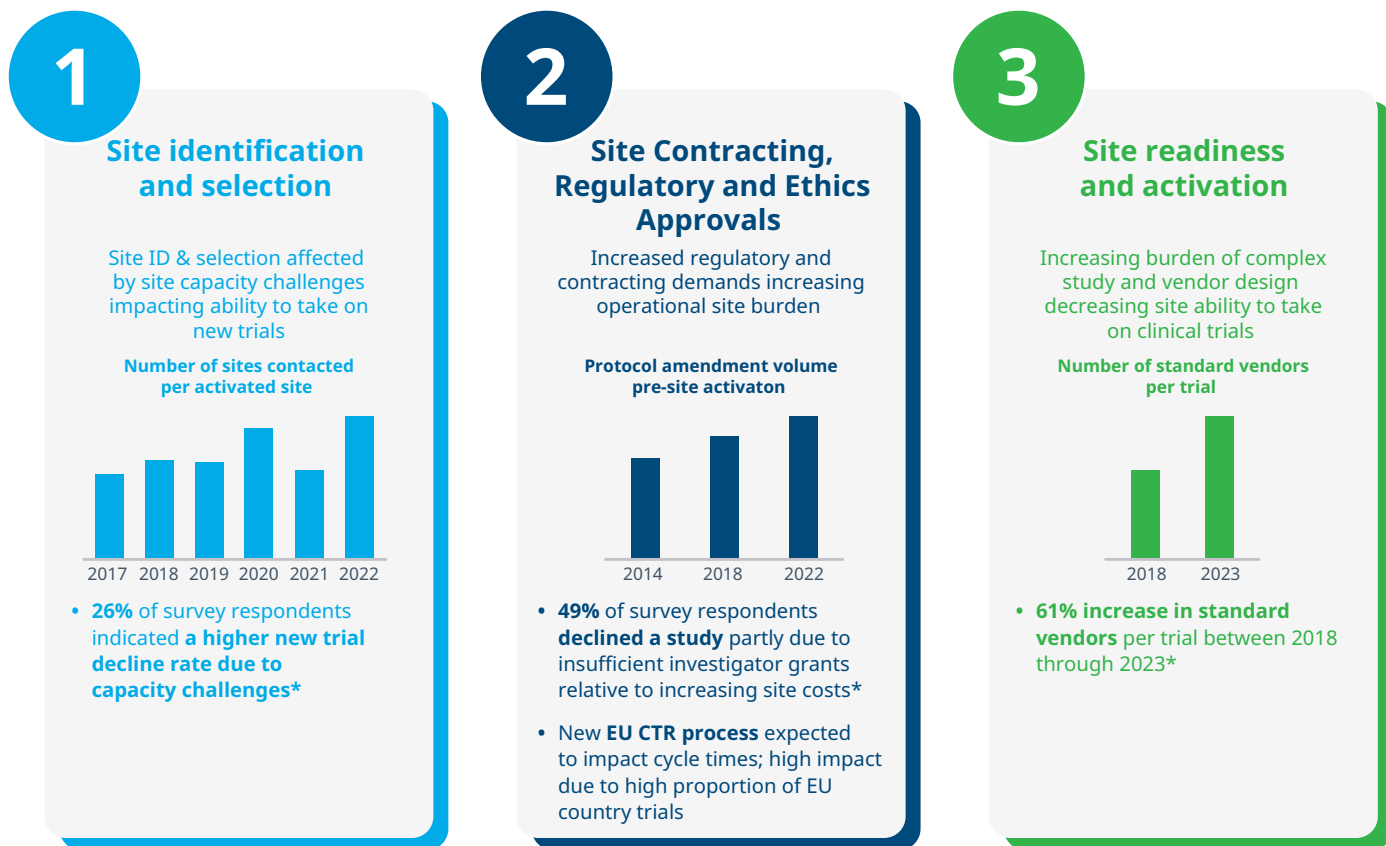 1
Site identification
and selection
Site ID & selection affected
by site capacity challenges
impacting ability to take on
new trials
Number of sites contacted
per activated site
2017 2018 2019 2020 2021 2022
• 26% of survey respondents
indicated a higher new trial
decline rate due to
capacity challenges*
2
Site Contracting,
Regulatory and Ethics
Approvals
Increased regulatory and
contracting demands increasing
operational site burden
Protocol amendment volume
pre-site activaton
2014 2018 2022
• 49% of survey respondents
declined a study partly due to
insufficient investigator grants
relative to increasing site costs*
• New EU CTR process expected
to impact cycle times; high impact
due to high proportion of EU
country trials
3
Site readiness
and activation
Increasing burden of complex
study and vendor design
decreasing site ability to take
on clinical trials
Number of standard vendors
per trial
2018 2023
• 61% increase in standard
vendors per trial between 2018
through 2023*